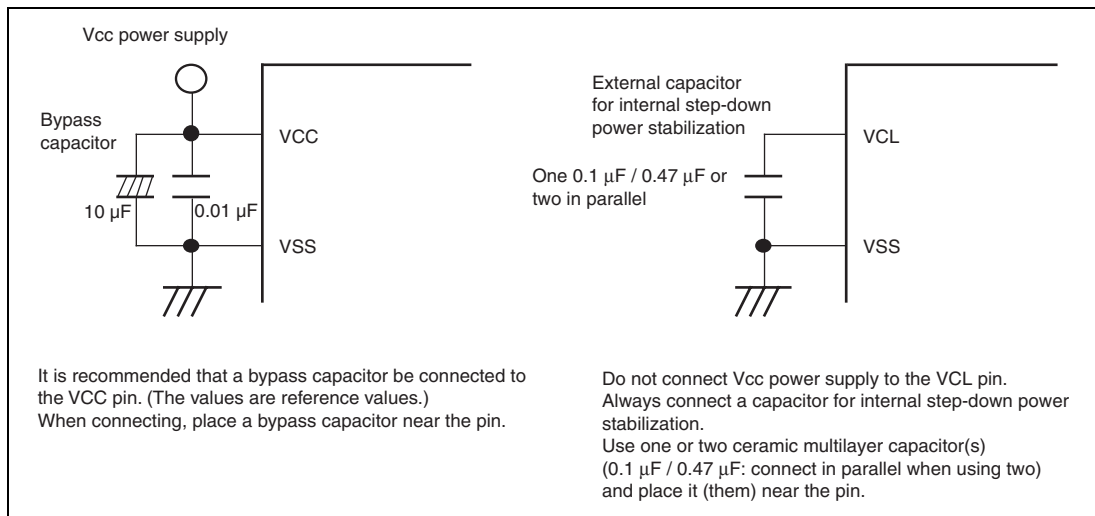 Vcc power supply
Bypass
capacitor
VCC
10 µF
0.01 µF
VSS
It is recommended that a bypass capacitor be connected to
the VCC pin. (The values are reference values.)
When connecting, place a bypass capacitor near the pin.
External capacitor
for internal step-down
power stabilization
VCL
One 0.1 µF / 0.47 µF or
two in parallel
VSS
Do not connect Vcc power supply to the VCL pin.
Always connect a capacitor for internal step-down power
stabilization.
Use one or two ceramic multilayer capacitor(s)
(0.1 µF / 0.47 µF: connect in parallel when using two)
and place it (them) near the pin.